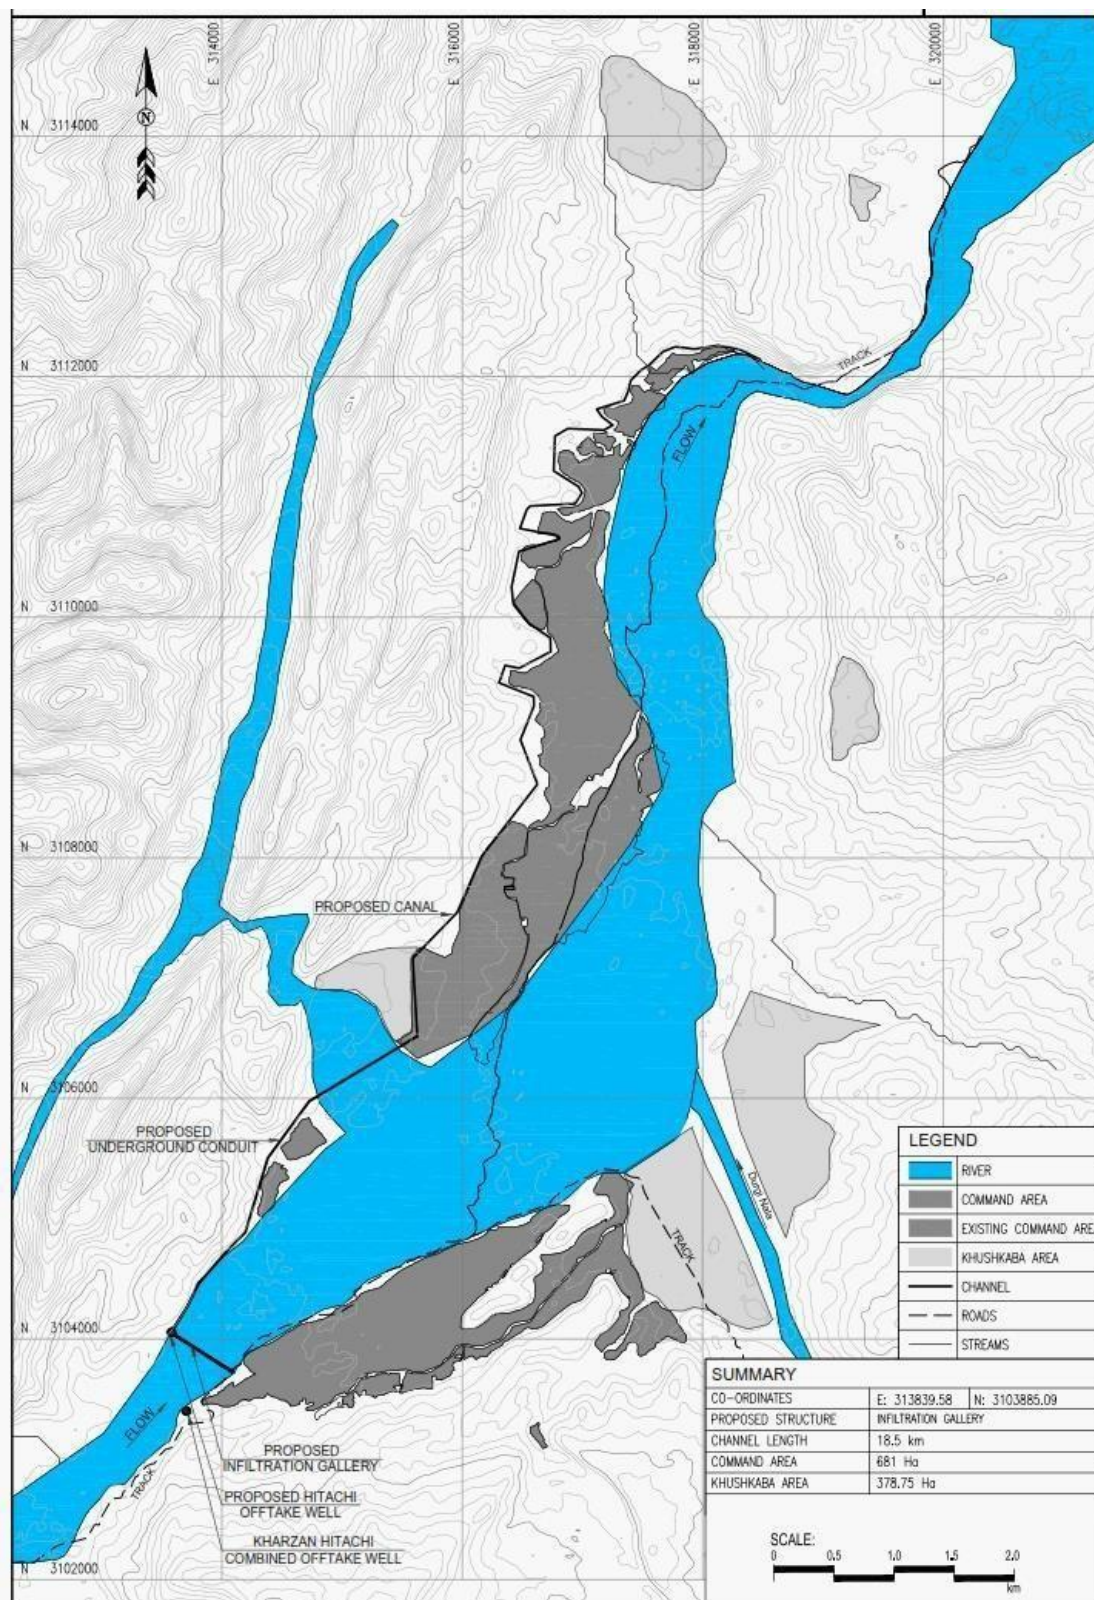 E 314000
E 316000
E 318000
E 320000
N
N 3114000
N 3112000
TRACK
FLOW
N 3110000
N 3108000
PROPOSED CANAL
N 3106000
PROPOSED
UNDERGROUND CONDUIT
Dungi Nala
TRACK
N 3104000
FLOW
TRACK
PROPOSED
INFILTRATION GALLERY
PROPOSED HITACHI
OFFTAKE WELL
KHARZAN HITACHI
COMBINED OFFTAKE WELL
N 3102000
LEGEND
RIVER
COMMAND AREA
EXISTING COMMAND ARE
KHUSHKABA AREA
CHANNEL
ROADS
STREAMS
SUMMARY
CO-ORDINATES E: 313839.58 N: 3103885.09
PROPOSED STRUCTURE INFILTRATION GALLERY
CHANNEL LENGTH 18.5 km
COMMAND AREA 681 Ha
KHUSHKABA AREA 378.75 Ha
SCALE:
0 0.5 1.0 1.5 2.0
km